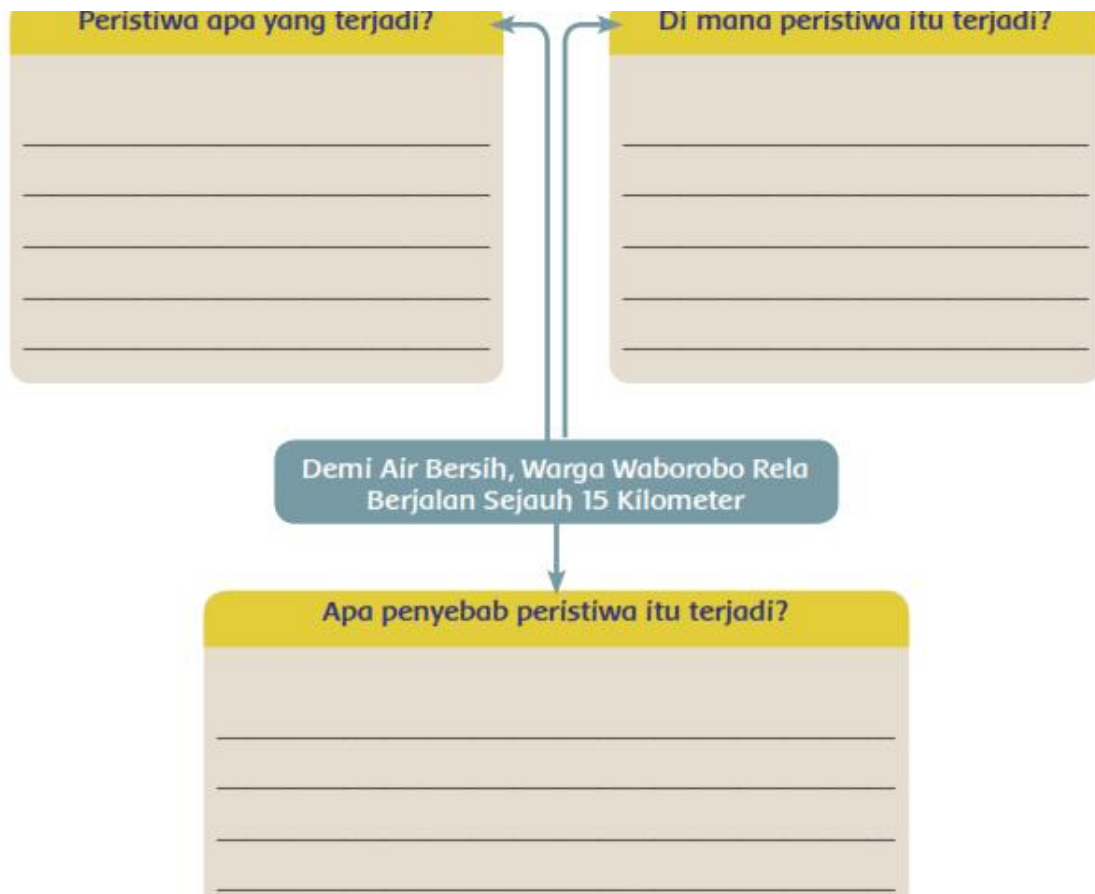 Peristiwa apa yang terjadi?
Di mana peristiwa itu terjadi?
Demi Air Bersih, Warga Waborobo Rela
Berjalan Sejauh 15 Kilometer
Apa penyebab peristiwa itu terjadi?